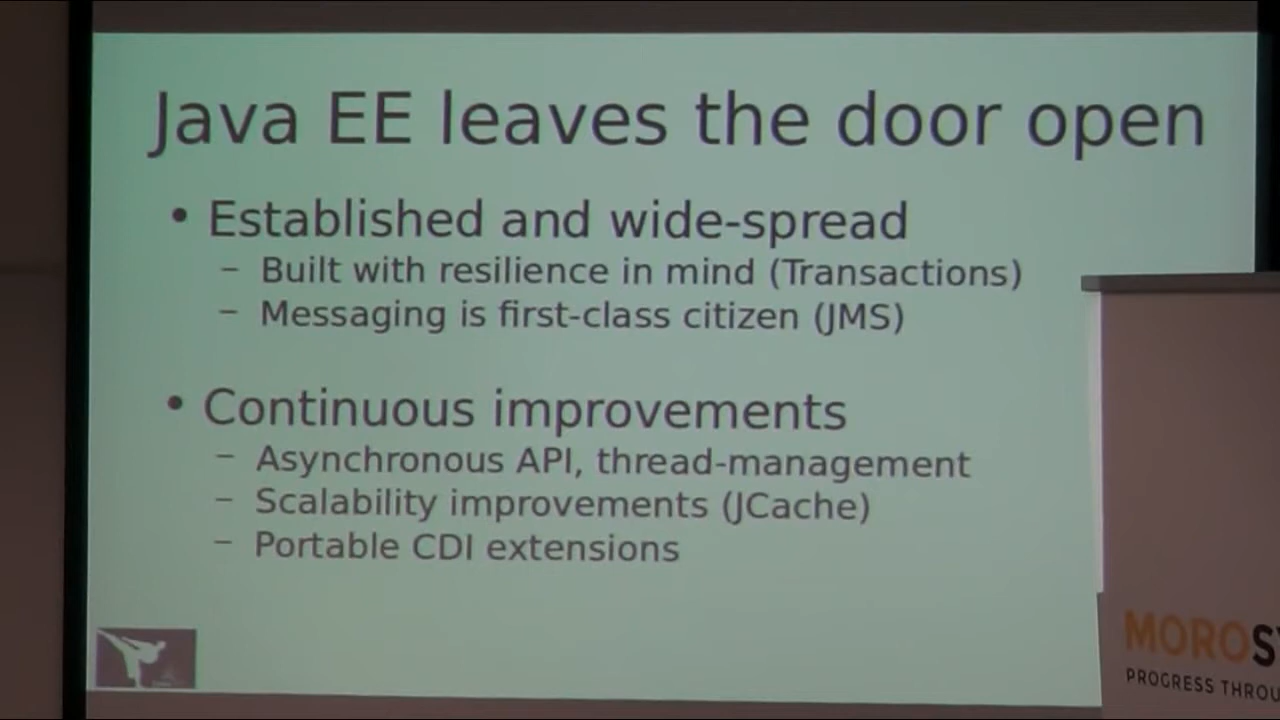 Java EE leaves the door open
• Established and wide-spread
– Built with resilience in mind (Transactions)
– Messaging is first-class citizen (JMS)
• Continuous improvements
– Asynchronous API, thread-management
– Scalability improvements (JCache)
– Portable CDI extensions
MOROS
PROGRESS THROU